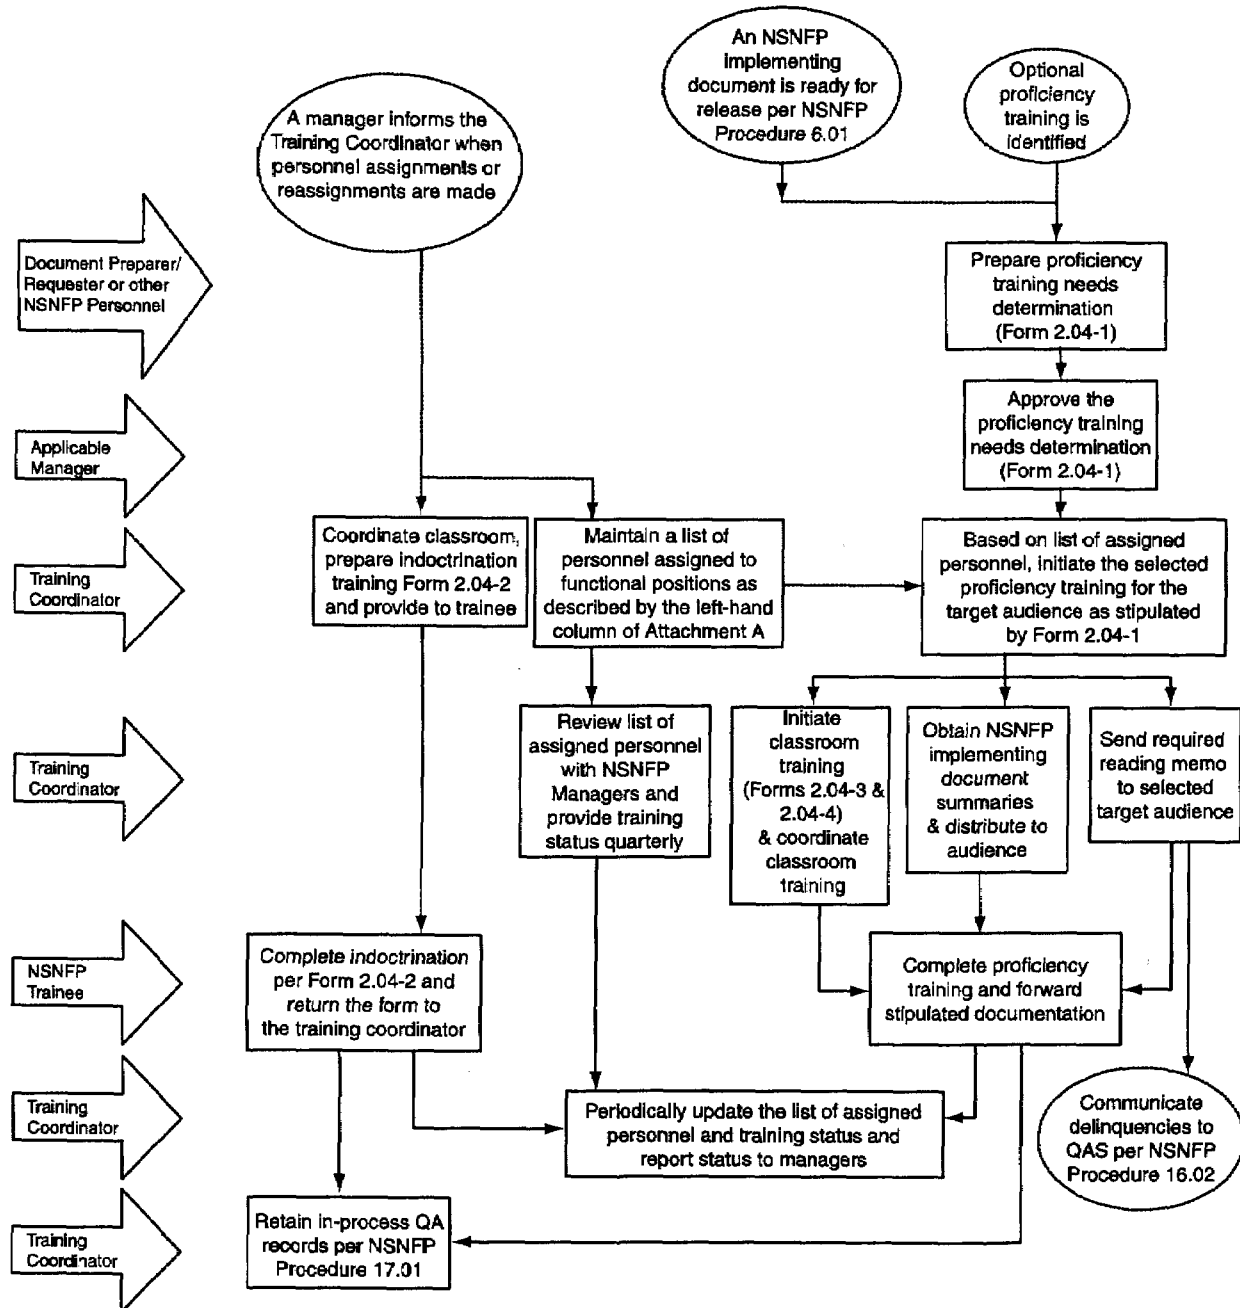 An NSNFP
implementing
document is ready for
release per NSNFP
Procedure 6.01
Optional
proficiency
training is
identified
A manager informs the
Training Coordinator when
personnel assignments or
reassignments are made
Document Preparer/
Requester or other
NSNFP Personnel
Prepare proficiency
training needs
determination
(Form 2.04-1)
Applicable
Manager
Approve the
proficiency training
needs determination
(Form 2.04-1)
Training
Coordinator
Coordinate classroom,
prepare indoctrination
training Form 2.04-2
and provide to trainee
Maintain a list of
personnel assigned to
functional positions as
described by the left-hand
column of Attachment A
Based on list of assigned
personnel, initiate the selected
proficiency training for the
target audience as stipulated
by Form 2.04-1
Training
Coordinator
Review list of
assigned personnel
with NSNFP
Managers and
provide training
status quarterly
Initiate
classroom
training
(Forms 2.04-3 &
2.04-4)
& coordinate
classroom
training
Obtain NSNFP
implementing
document
summaries
& distribute to
audience
Send required
reading memo
to selected
target audience
NSNFP
Trainee
Complete indoctrination
per Form 2.04-2 and
return the form to
the training coordinator
Complete proficiency
training and forward
stipulated documentation
Training
Coordinator
Periodically update the list of assigned
personnel and training status and
report status to managers
Communicate
delinquencies to
QAS per NSNFP
Procedure 16.02
Training
Coordinator
Retain in-process QA
records per NSNFP
Procedure 17.01